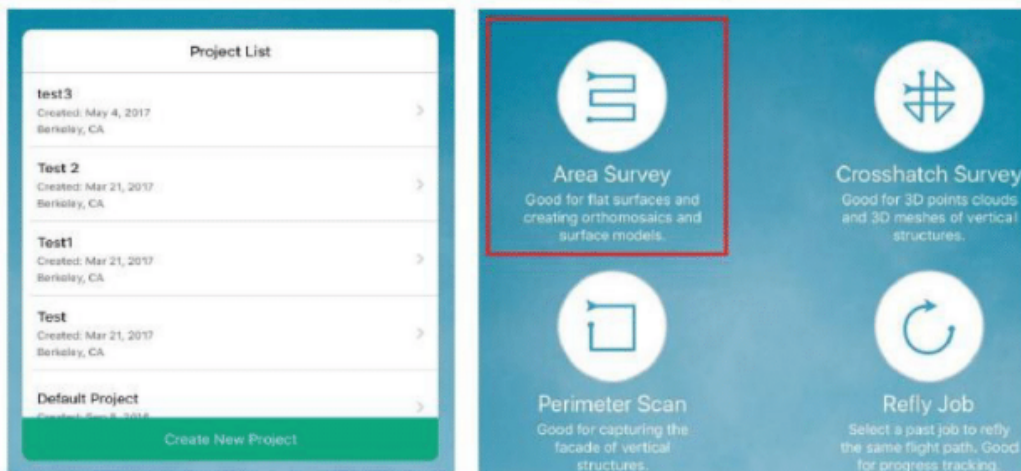 Project List
test3
Created: May 4, 2017
Berkeley, CA
Test 2
Created: Mar 21, 2017
Berkeley, CA
Test1
Created: Mar 21, 2017
Berkeley, CA
Test
Created: Mar 21, 2017
Berkeley, CA
Default Project
Created: Sep 8, 2016
Create New Project
Area Survey
Good for flat surfaces and
creating orthomosaics and
surface models.
Crosshatch Survey
Good for 3D points clouds
and 3D meshes of vertical
structures.
Perimeter Scan
Good for capturing the
facade of vertical
structures.
Refly Job
Select a past job to refly
the same flight path. Good
for progress tracking.